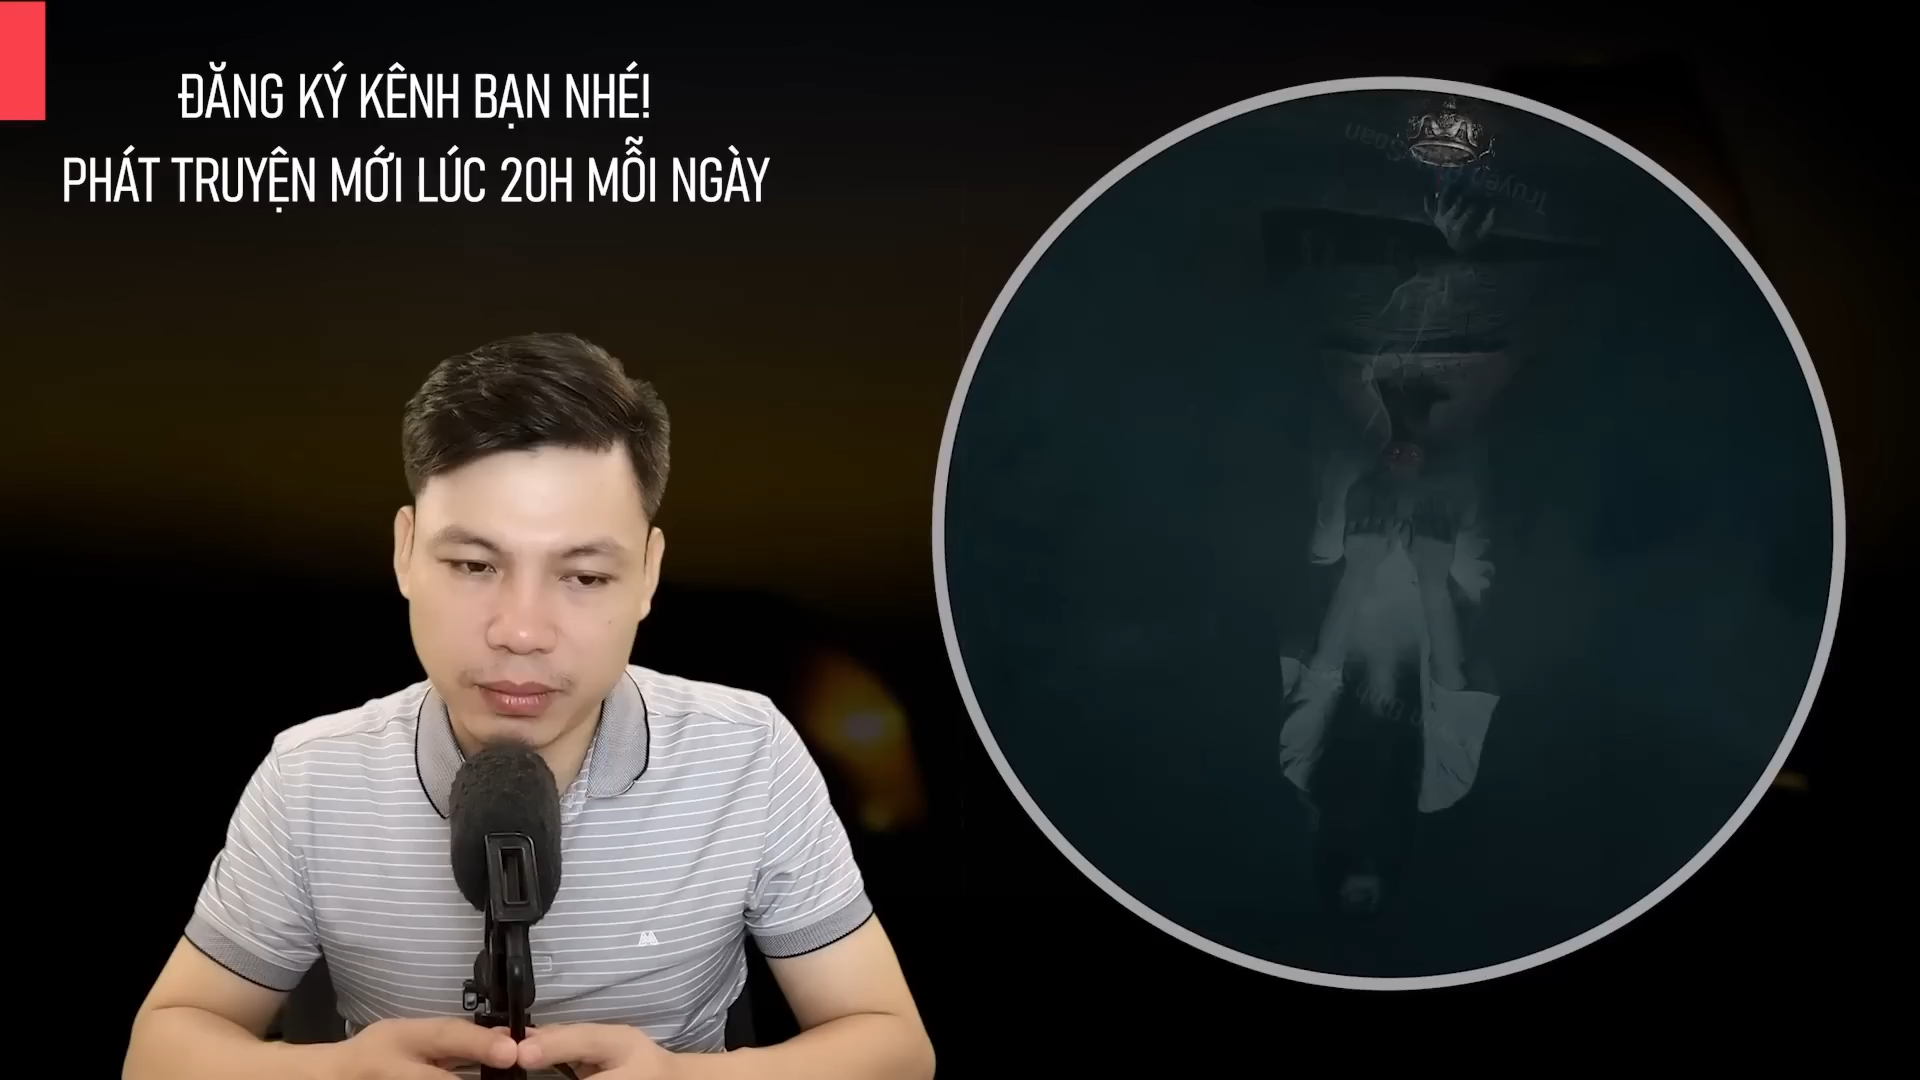 ĐĂNG KÝ KÊNH BẠN NHÉ!
PHÁT TRUYỆN MỚI LÚC 20H MỖI NGÀY